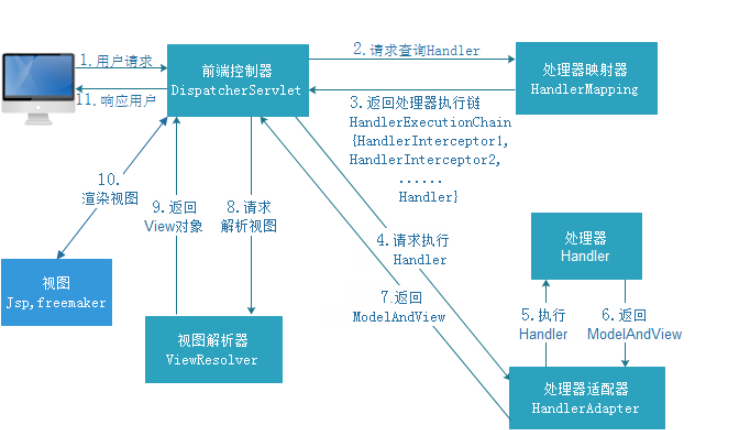 1.用户请求
11.响应用户
前端控制器
DispatcherServlet
2.请求查询Handler
处理器映射器
HandlerMapping
3.返回处理器执行链
HandlerExecutionChain
{HandlerInterceptor1,
HandlerInterceptor2,
......
Handler}
10.
渲染视图
9.返回
View对象
8.请求
解析视图
4.请求执行
Handler
处理器
Handler
视图
Jsp,freemaker
7.返回
ModelAndView
5.执行
Handler
6.返回
ModelAndView
视图解析器
ViewResolver
处理器适配器
HandlerAdapter